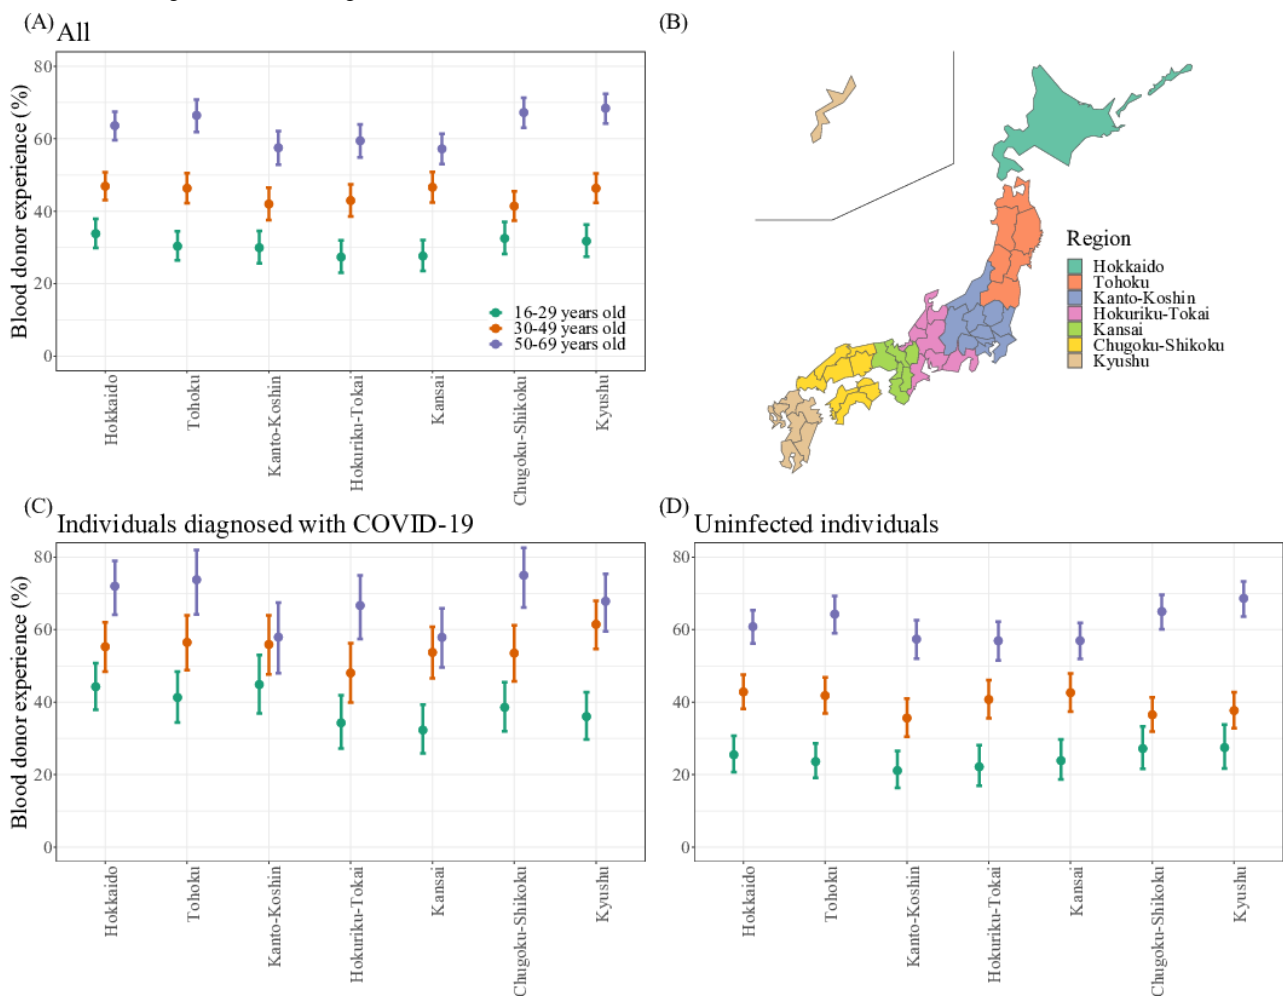 (A)
All
Blood donor experience (%)
80
60
40
20
0
16-29 years old
30-49 years old
50-69 years old
Hokkaido
Tohoku
Kanto-Koshin
Hokuriku-Tokai
Kansai
Chugoku-Shikoku
Kyushu
(B)
Region
Hokkaido
Tohoku
Kanto-Koshin
Hokuriku-Tokai
Kansai
Chugoku-Shikoku
Kyushu
(C)
Individuals diagnosed with COVID-19
Blood donor experience (%)
80
60
40
20
0
Hokkaido
Tohoku
Kanto-Koshin
Hokuriku-Tokai
Kansai
Chugoku-Shikoku
Kyushu
(D)
Uninfected individuals
80
60
40
20
0
Hokkaido
Tohoku
Kanto-Koshin
Hokuriku-Tokai
Kansai
Chugoku-Shikoku
Kyushu